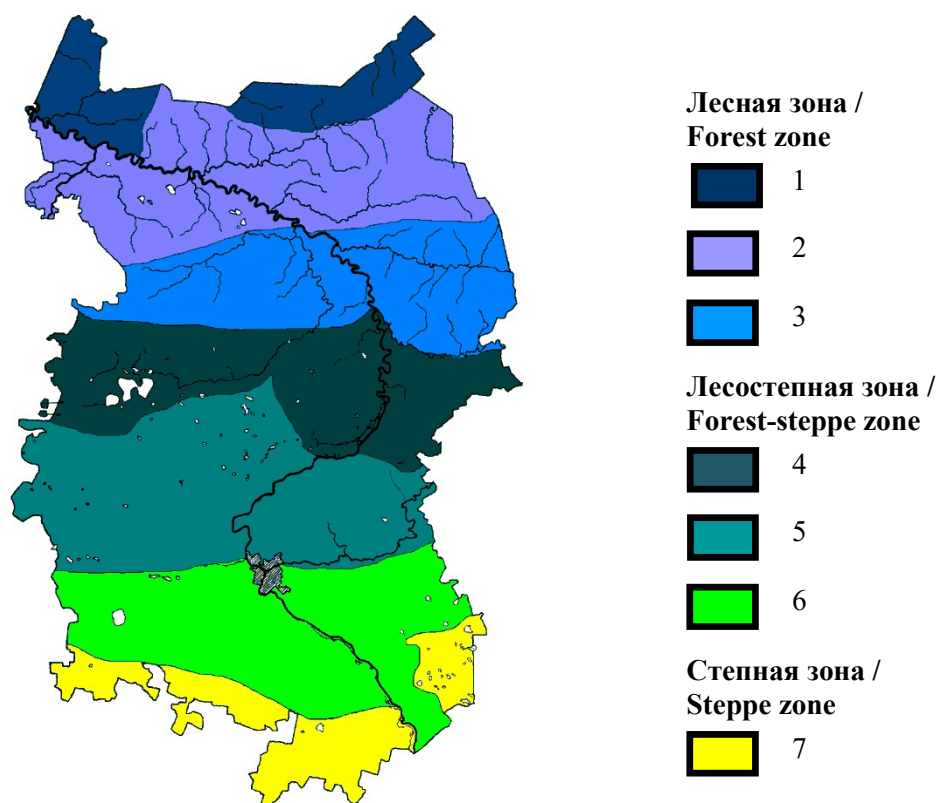 Лесная зона /
Forest zone
1
2
3
Лесостепная зона /
Forest-steppe zone
4
5
6
Степная зона /
Steppe zone
7